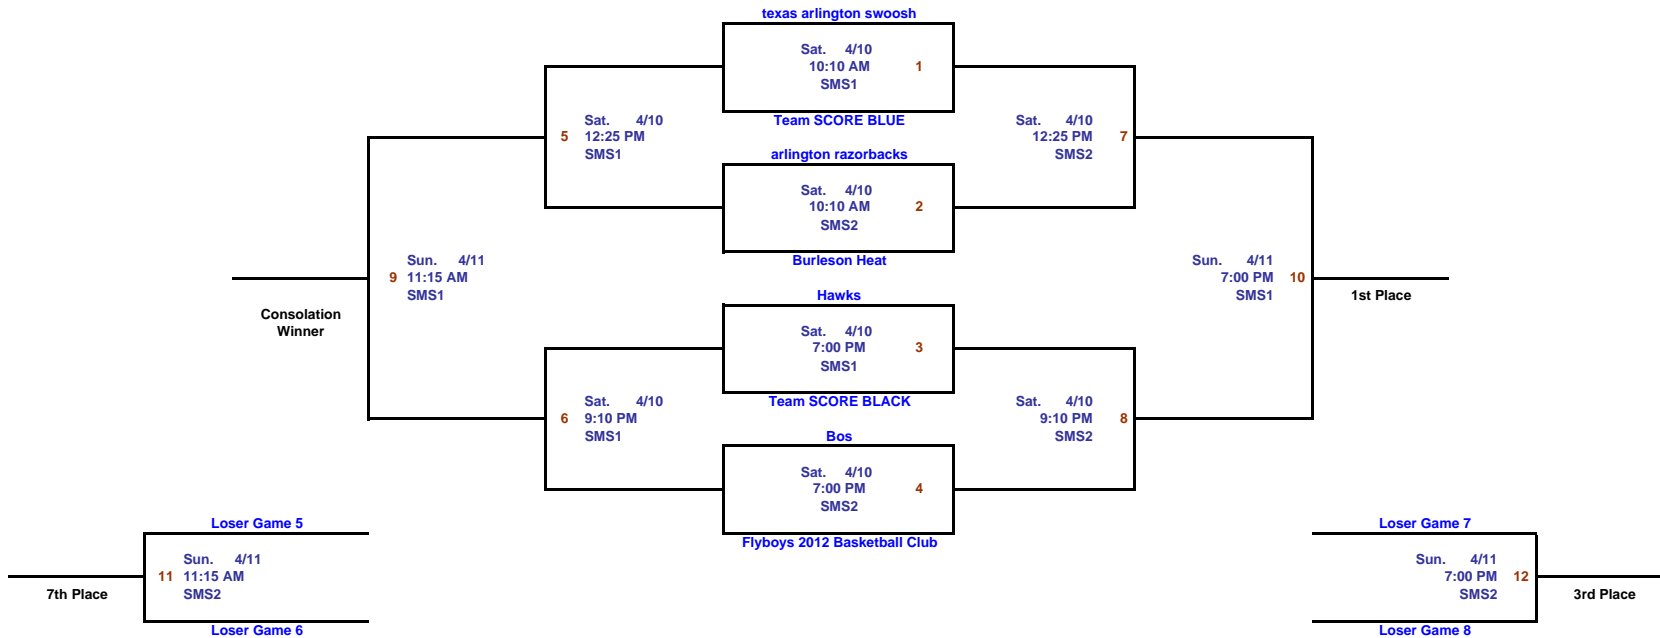 texas arlington swoosh
Sat. 4/10
10:10 AM 1
SMS1
Team SCORE BLUE
Sat. 4/10
5 12:25 PM
SMS1
Sat. 4/10
12:25 PM 7
SMS2
arlington razorbacks
Sat. 4/10
10:10 AM 2
SMS2
Burleson Heat
Sun. 4/11
9 11:15 AM
SMS1
Consolation
Winner
Sun. 4/11
7:00 PM 10
SMS1
1st Place
Hawks
Sat. 4/10
7:00 PM 3
SMS1
Team SCORE BLACK
Sat. 4/10
6 9:10 PM
SMS1
Sat. 4/10
9:10 PM 8
SMS2
Bos
Sat. 4/10
7:00 PM 4
SMS2
Flyboys 2012 Basketball Club
Loser Game 5
Sun. 4/11
11 11:15 AM
SMS2
7th Place
Loser Game 6
Loser Game 7
Sun. 4/11
7:00 PM 12
SMS2
3rd Place
Loser Game 8